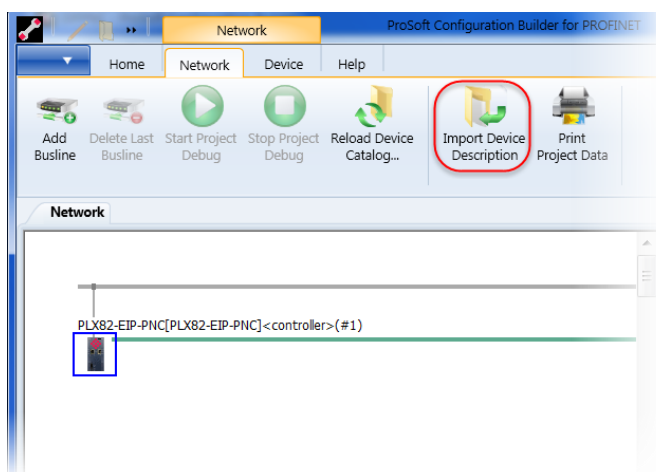 Network
ProSoft Configuration Builder for PROFINET
Home Network Device Help
Add Busline
Delete Last Busline
Start Project Debug
Stop Project Debug
Reload Device Catalog...
Import Device Description
Print Project Data
Network
PLX82-EIP-PNC[PLX82-EIP-PNC]<controller>(#1)